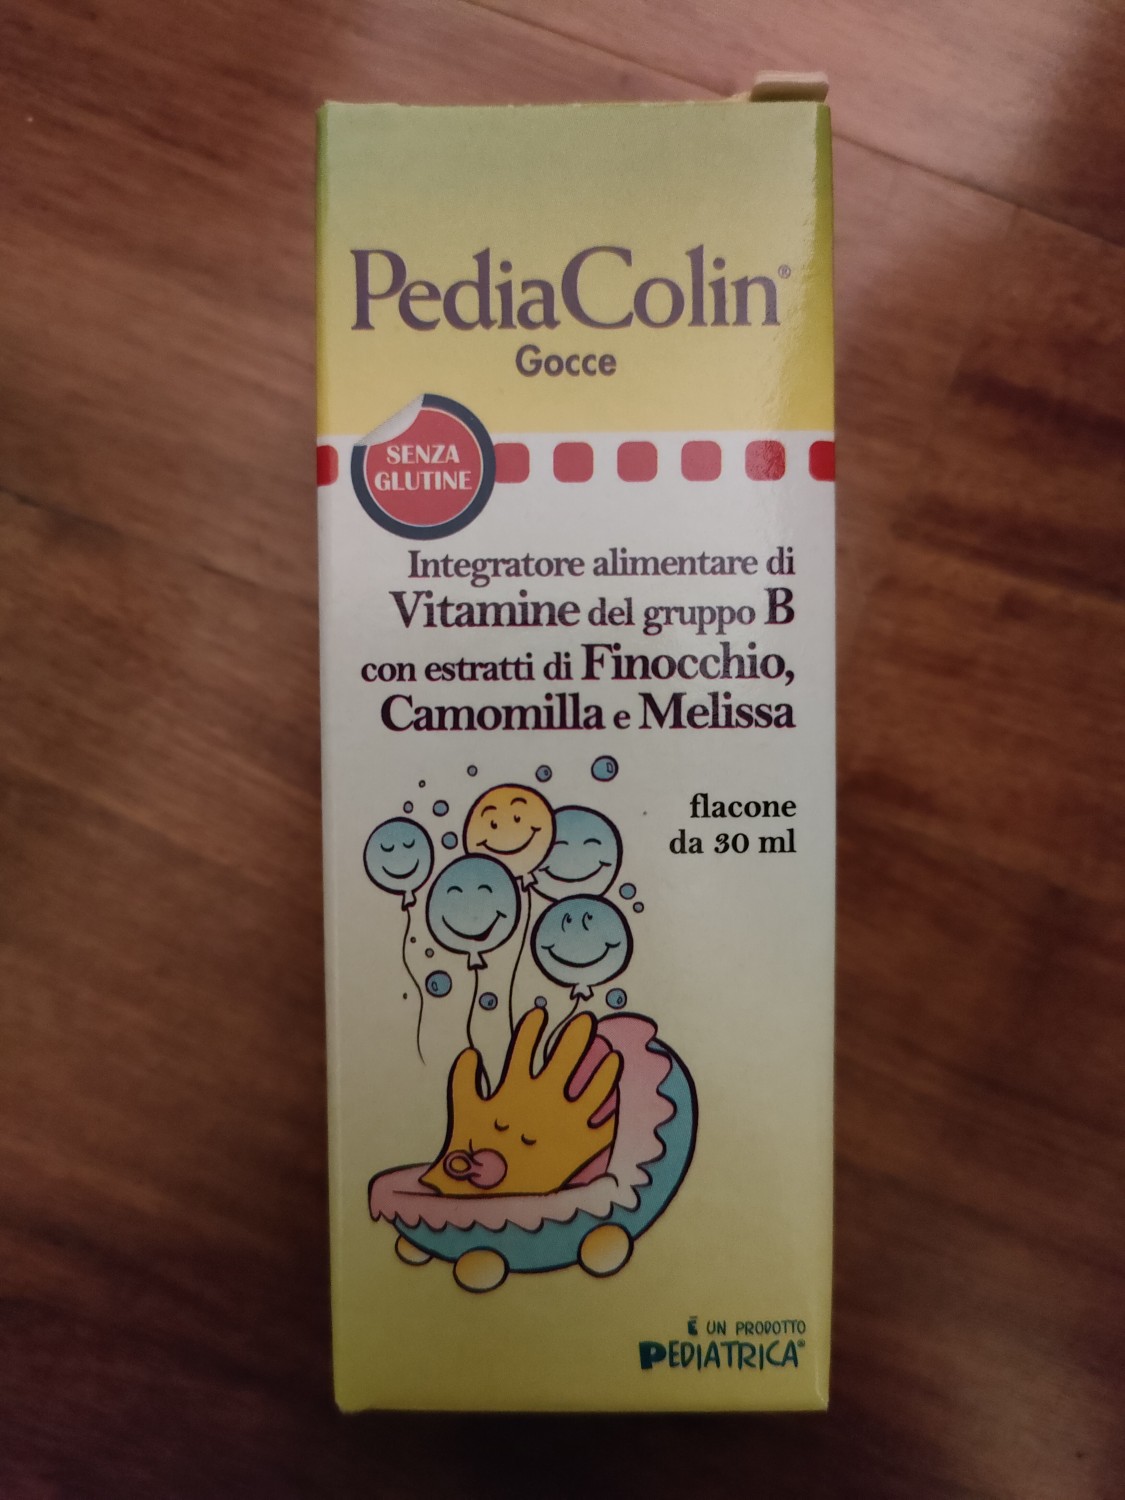 PediaColin®
Gocce
SENZA
GLUTINE
Integratore alimentare di
Vitamine del gruppo B
con estratti di Finocchio,
Camomilla e Melissa
flacone
da 30 ml
È UN PRODOTTO
PEDIATRICA®